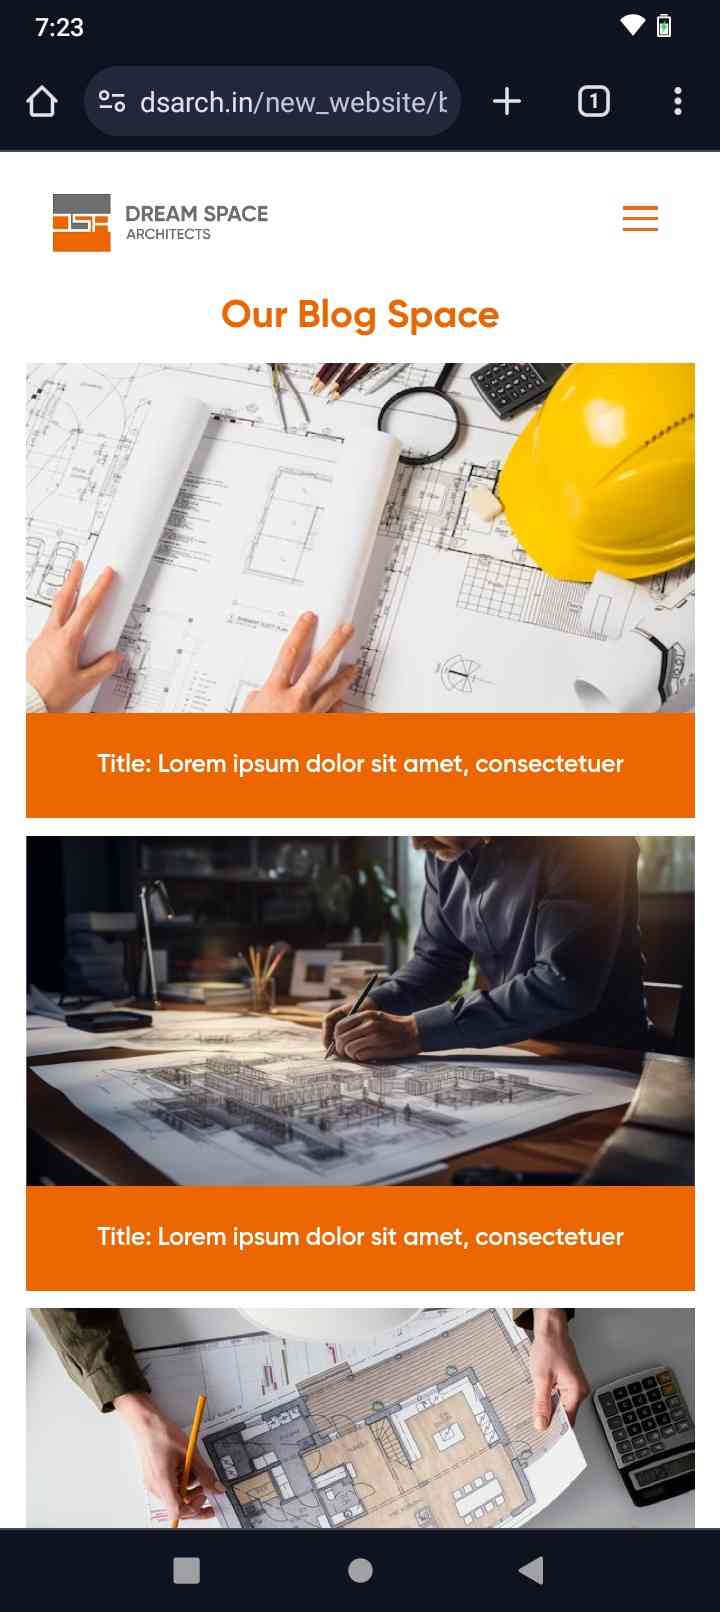 7:23
dsarch.in/new_website/b
1
DREAM SPACE
ARCHITECTS
Our Blog Space
Title: Lorem ipsum dolor sit amet, consectetuer
Title: Lorem ipsum dolor sit amet, consectetuer